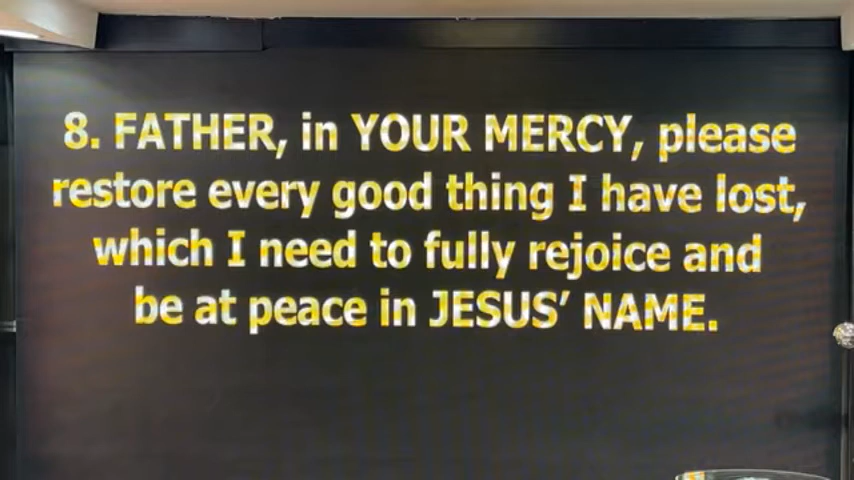 8. FATHER, in YOUR MERCY, please
restore every good thing I have lost,
which I need to fully rejoice and
be at peace in JESUS’ NAME.